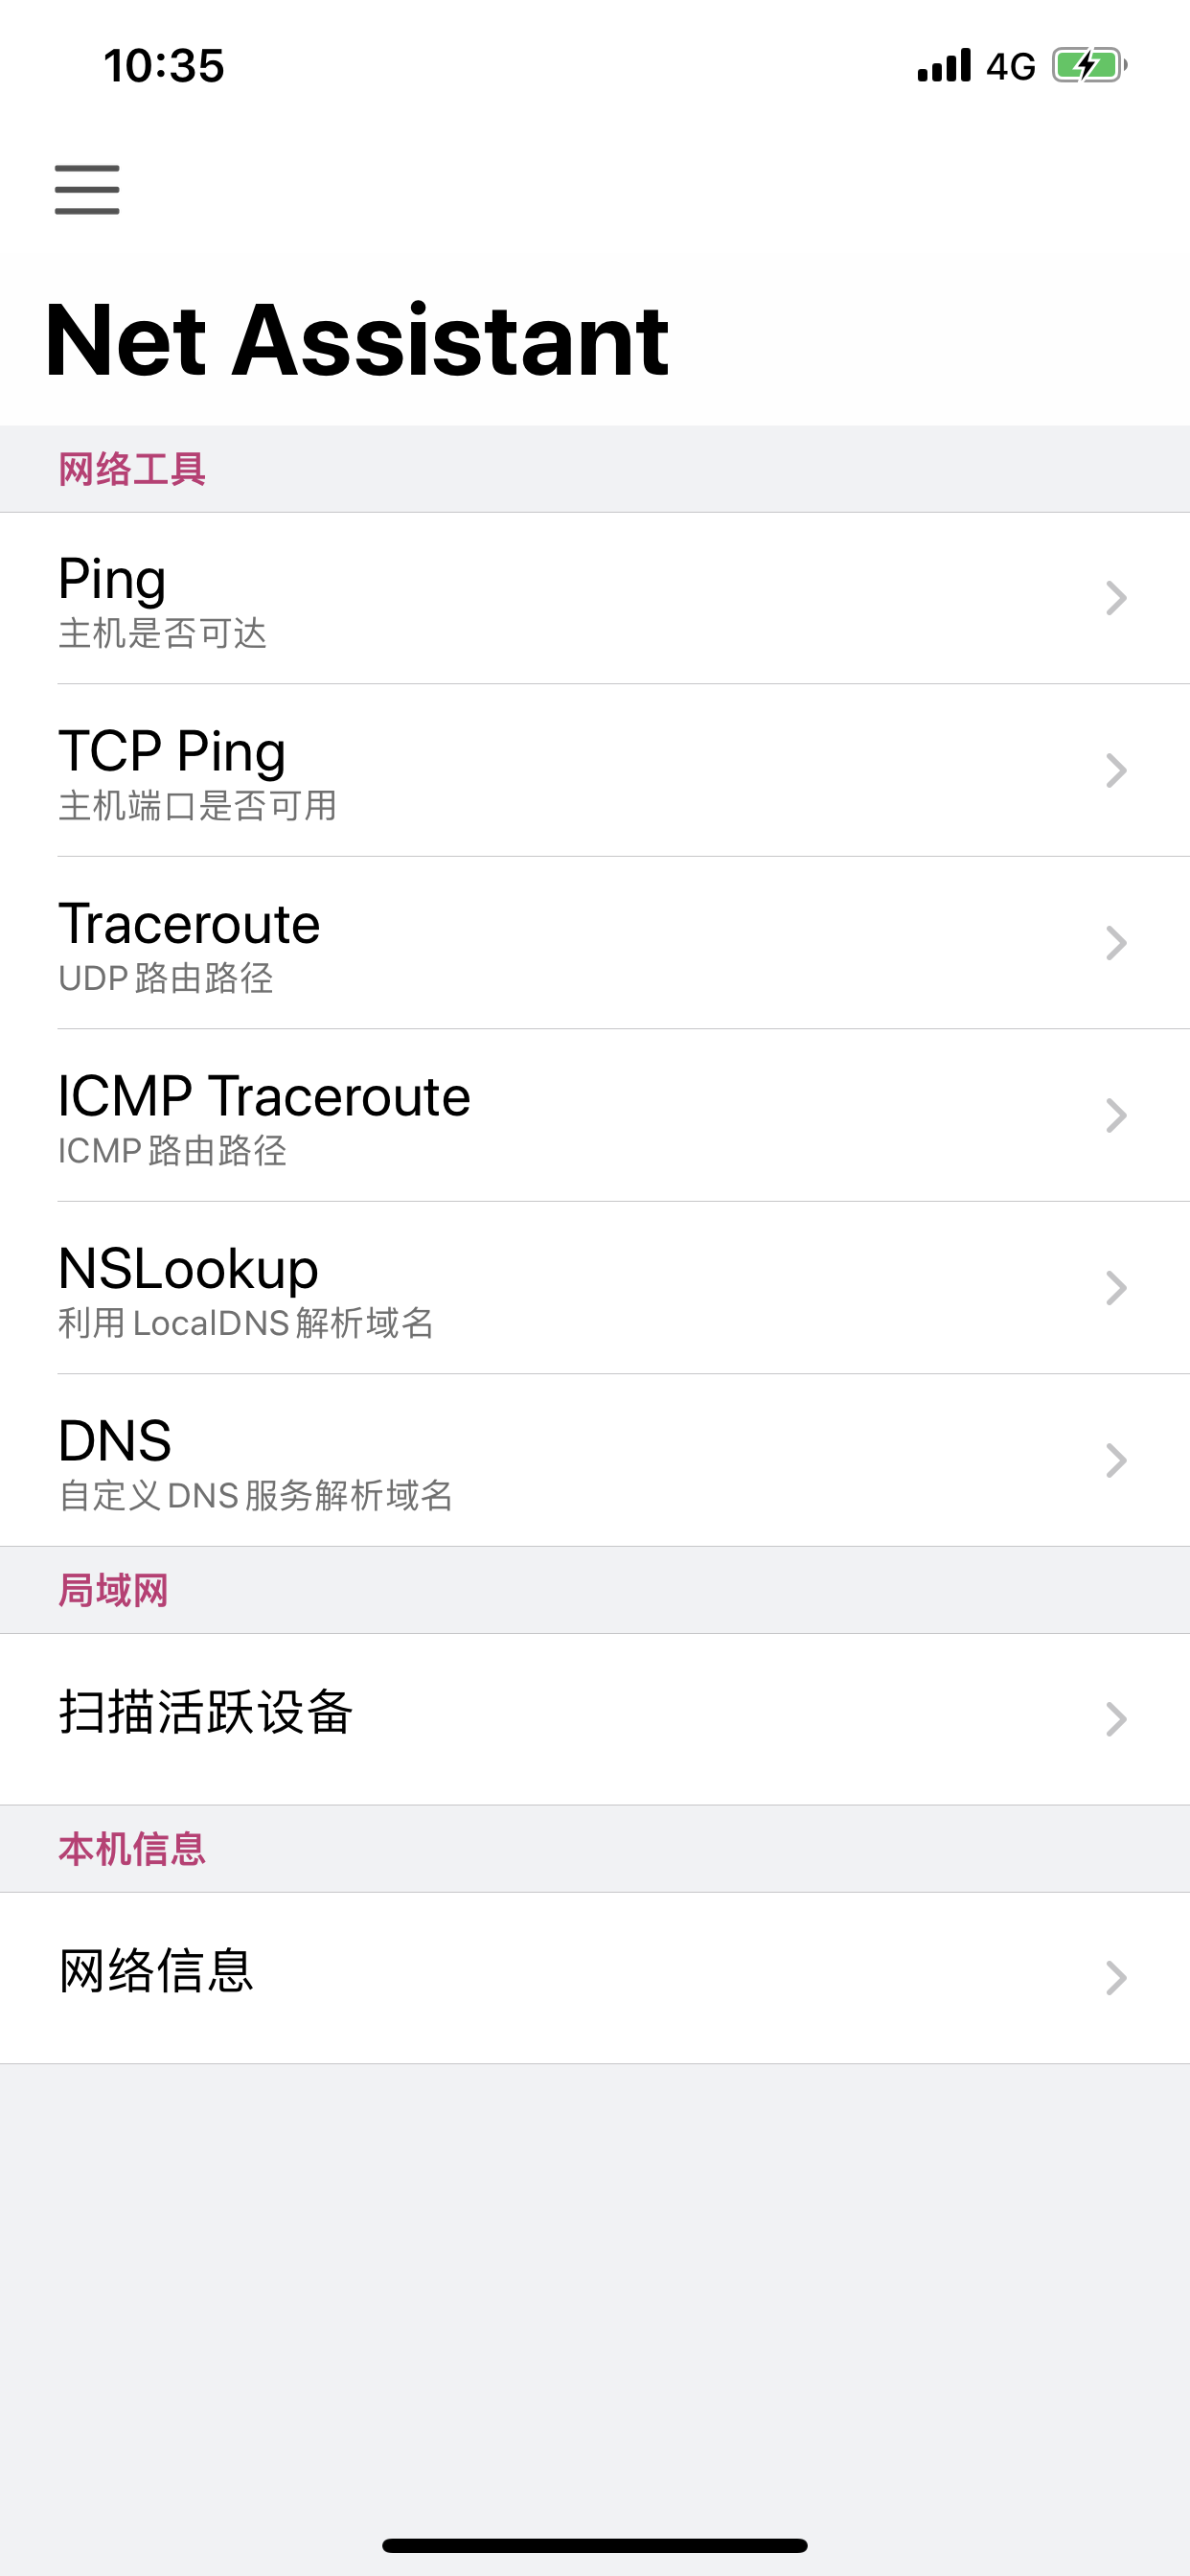 10:35
4G
Net Assistant
网络工具
Ping
主机是否可达
TCP Ping
主机端口是否可用
Traceroute
UDP 路由路径
ICMP Traceroute
ICMP 路由路径
NSLookup
利用 LocalDNS 解析域名
DNS
自定义 DNS 服务解析域名
局域网
扫描活跃设备
本机信息
网络信息